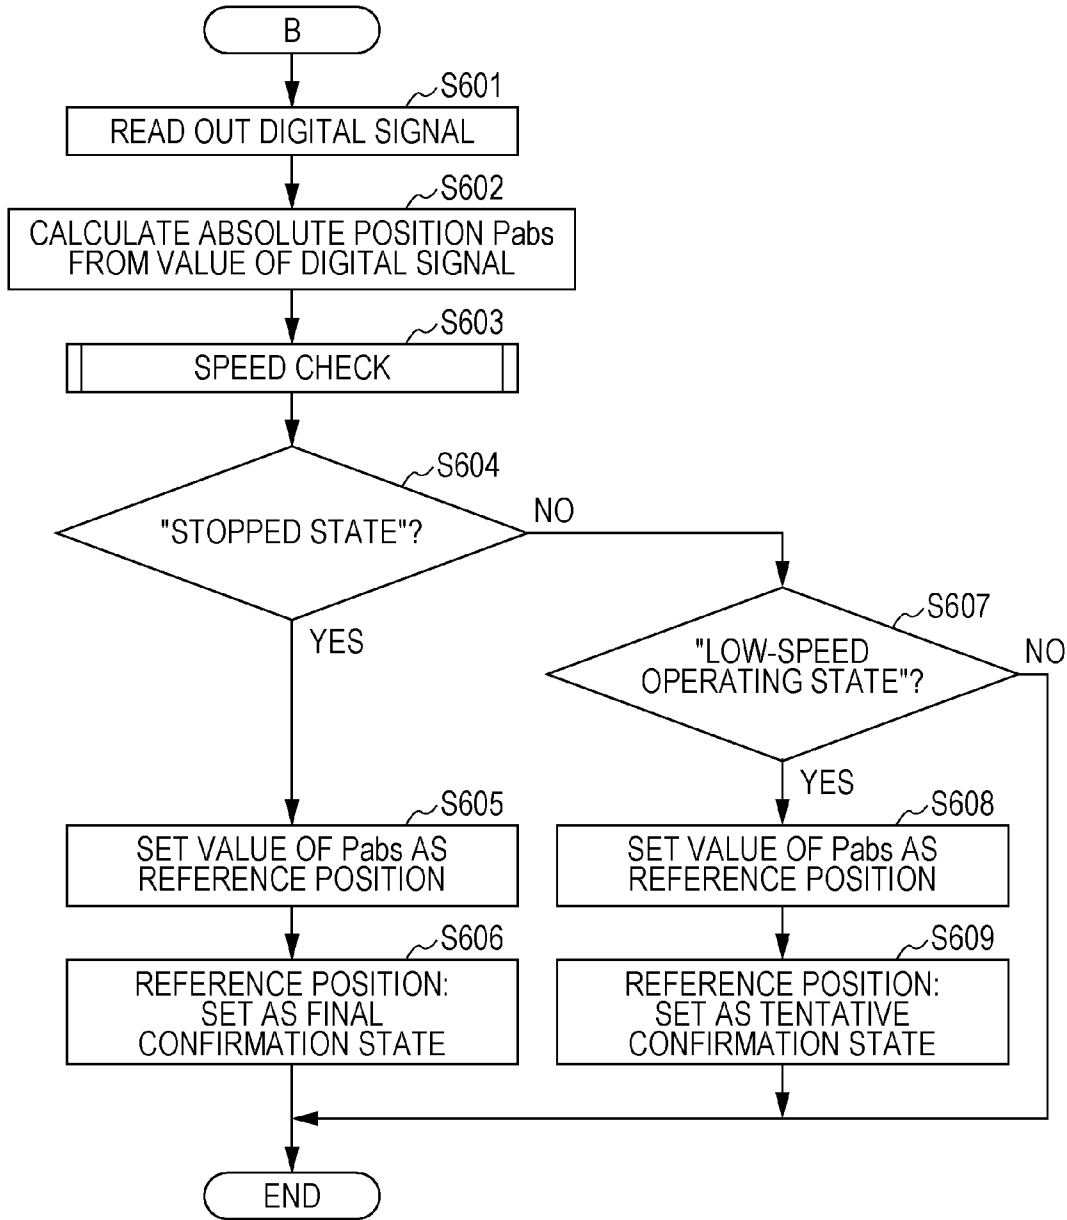 B
S601
READ OUT DIGITAL SIGNAL
S602
CALCULATE ABSOLUTE POSITION Pabs
FROM VALUE OF DIGITAL SIGNAL
S603
SPEED CHECK
S604
"STOPPED STATE"?
NO
YES
S607
"LOW-SPEED
OPERATING STATE"?
NO
YES
S605
SET VALUE OF Pabs AS
REFERENCE POSITION
S608
SET VALUE OF Pabs AS
REFERENCE POSITION
S606
REFERENCE POSITION:
SET AS FINAL
CONFIRMATION STATE
S609
REFERENCE POSITION:
SET AS TENTATIVE
CONFIRMATION STATE
END